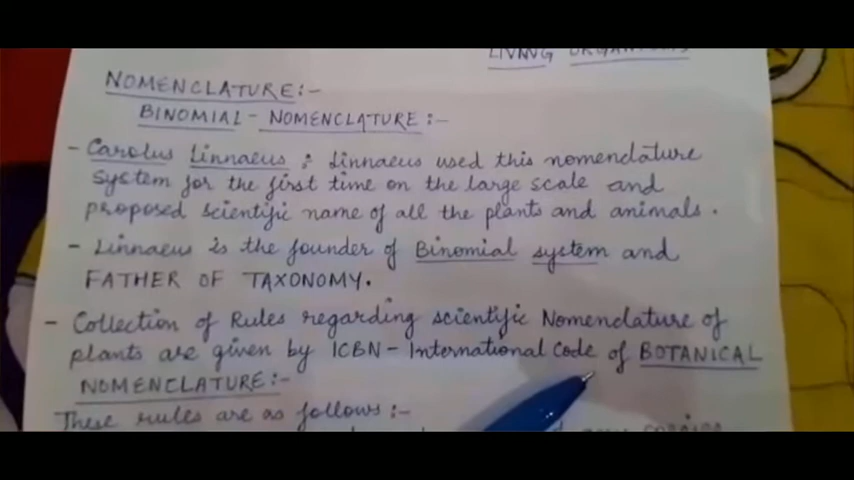 LIVING ORGANISMS
NOMENCLATURE:-
BINOMIAL - NOMENCLATURE:-
- Carolus Linnaeus : Linnaeus used this nomenclature
system for the first time on the large scale and
proposed scientific name of all the plants and animals.
- Linnaeus is the founder of Binomial system and
FATHER OF TAXONOMY.
- Collection of Rules regarding scientific Nomenclature of
plants are given by ICBN - International Code of BOTANICAL
NOMENCLATURE:-
These rules are as follows:-